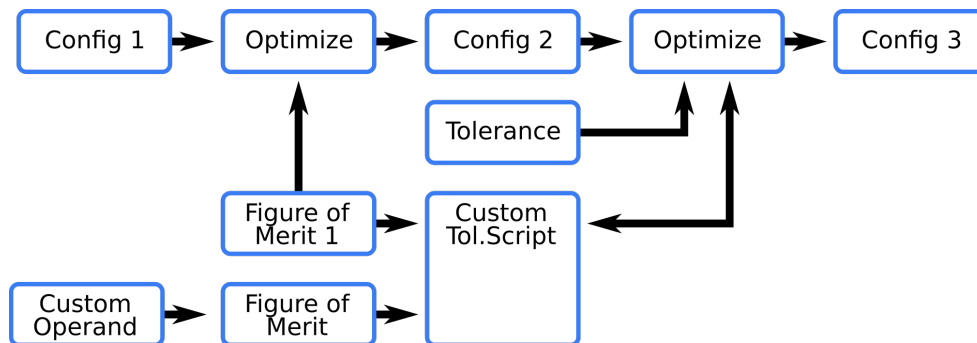 Config 1
Optimize
Config 2
Optimize
Config 3
Tolerance
Figure of
Merit 1
Custom
Tol.Script
Custom
Operand
Figure of
Merit